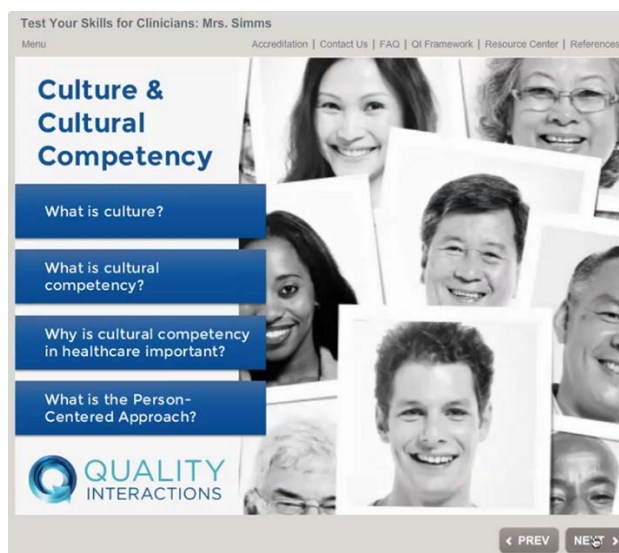 Test Your Skills for Clinicians: Mrs. Simms
Menu
Accreditation | Contact Us | FAQ | QI Framework | Resource Center | References
Culture &
Cultural
Competency
What is culture?
What is cultural
competency?
Why is cultural competency
in healthcare important?
What is the Person-
Centered Approach?
QUALITY
INTERACTIONS
< PREV
NEXT >